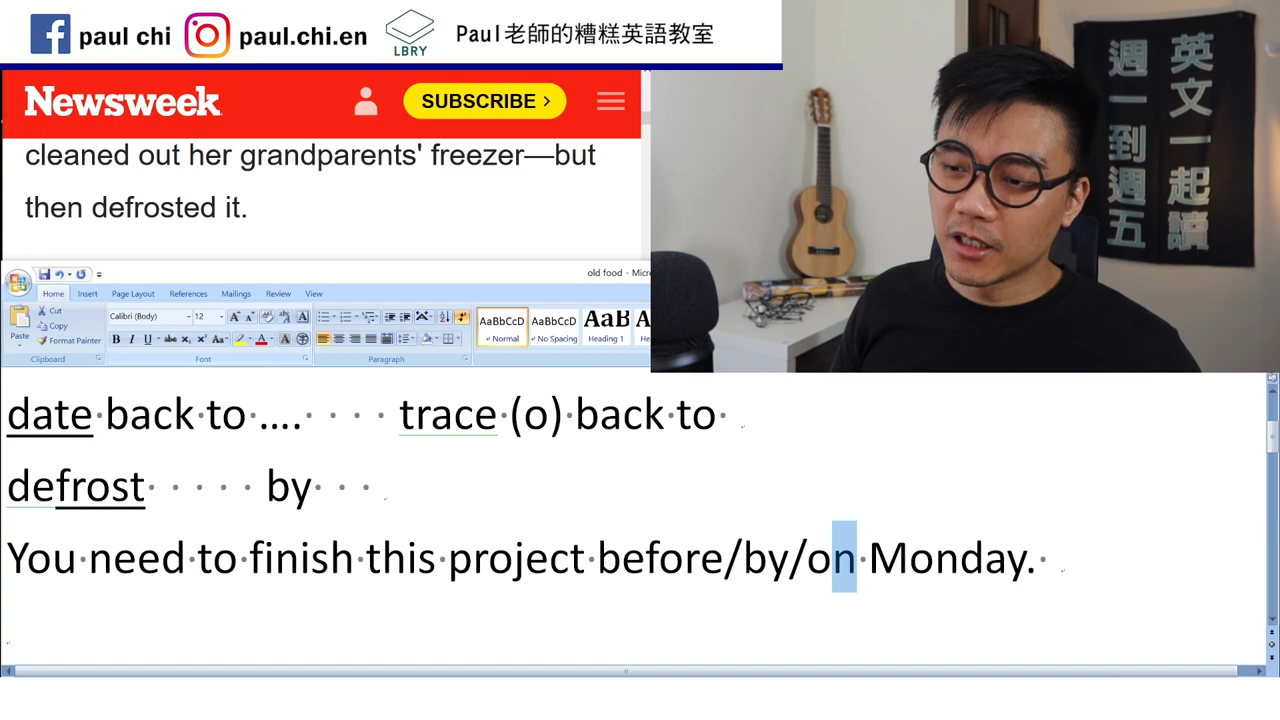 paul chi paul.chi.en LBRY Paul老師的糟糕英語教室
Newsweek SUBSCRIBE
cleaned out her grandparents' freezer—but
then defrosted it.
old food - Micro
Home Insert Page Layout References Mailings Review View
Paste Cut Copy Format Painter
Calibri (Body) 12
AaBbCcD AaBbCcD AaBb
Normal No Spacing Heading 1
Clipboard Font Paragraph
date back to .... trace (o) back to
defrost by
You need to finish this project before/by/on Monday.
英文一起讀
週一到週五